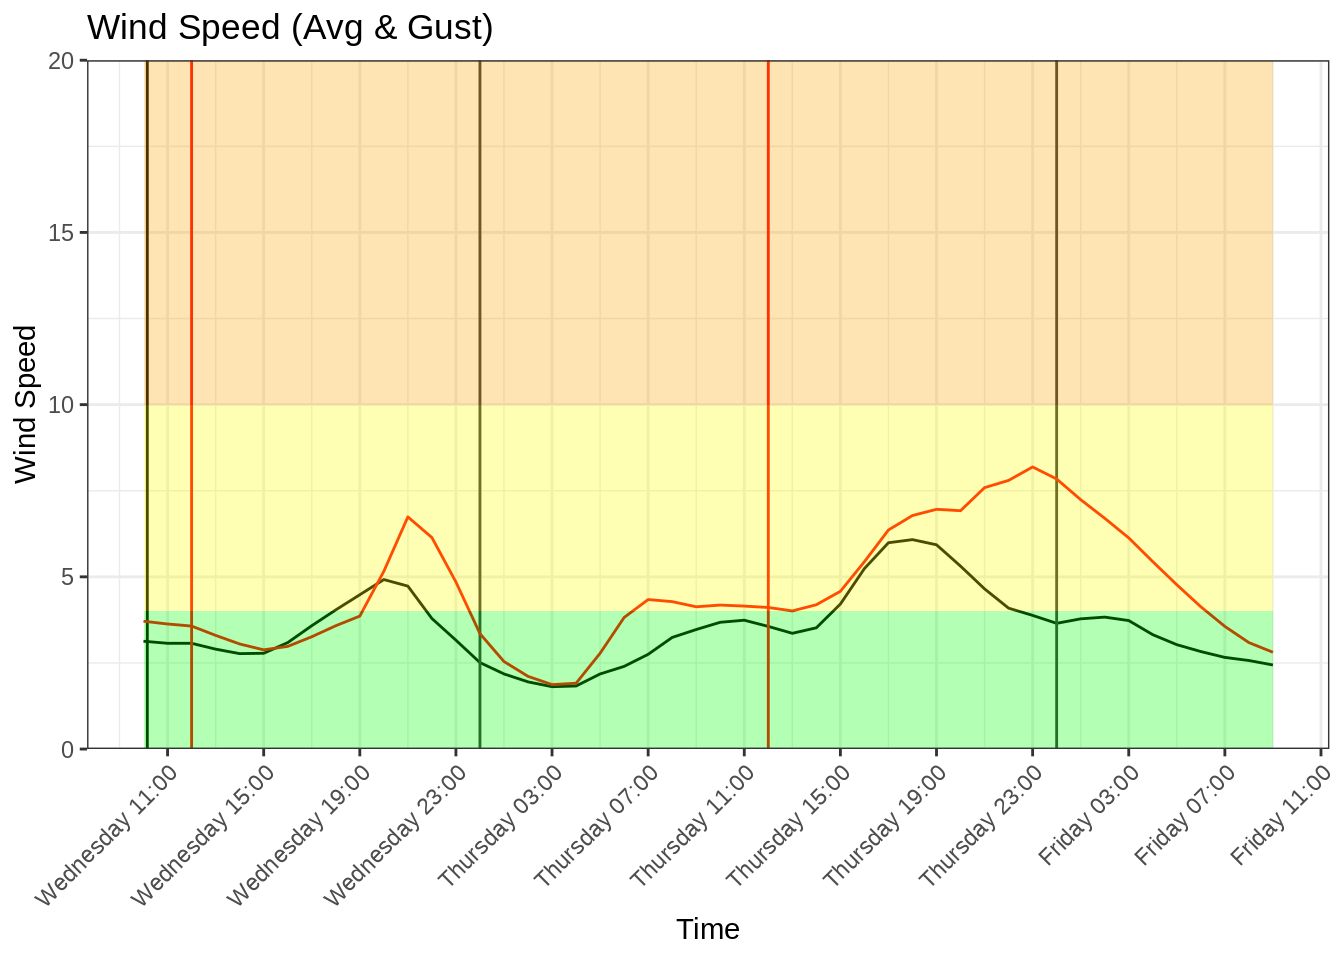 Wind Speed (Avg & Gust)
20
15
10
5
0
Wind Speed
Wednesday 11:00
Wednesday 15:00
Wednesday 19:00
Wednesday 23:00
Thursday 03:00
Thursday 07:00
Thursday 11:00
Thursday 15:00
Thursday 19:00
Thursday 23:00
Friday 03:00
Friday 07:00
Friday 11:00
Time